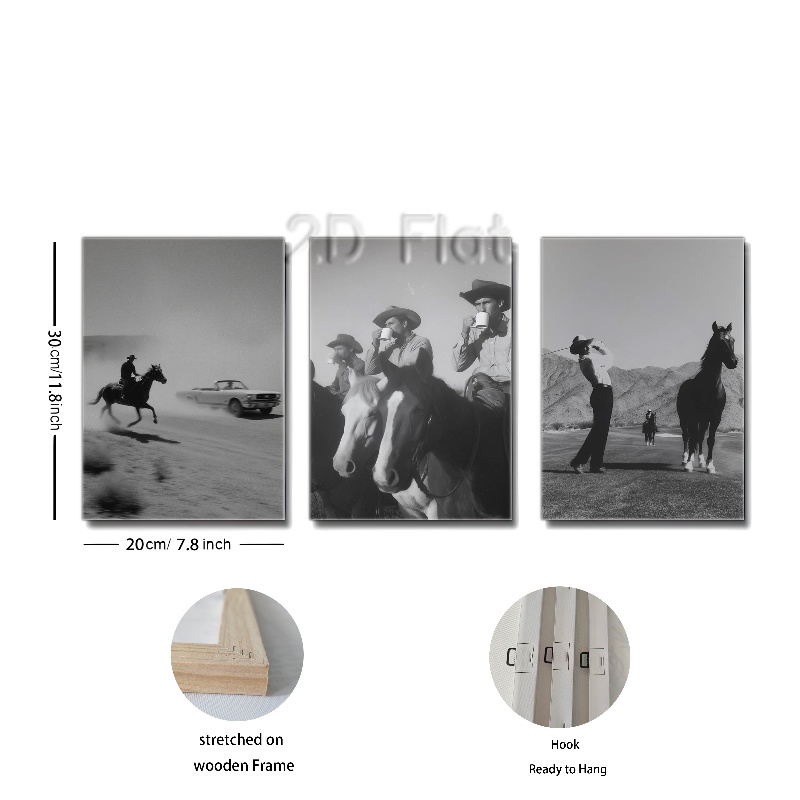 2D Flat
30cm/11.8inch
20cm/ 7.8 inch
stretched on
wooden Frame
Hook
Ready to Hang